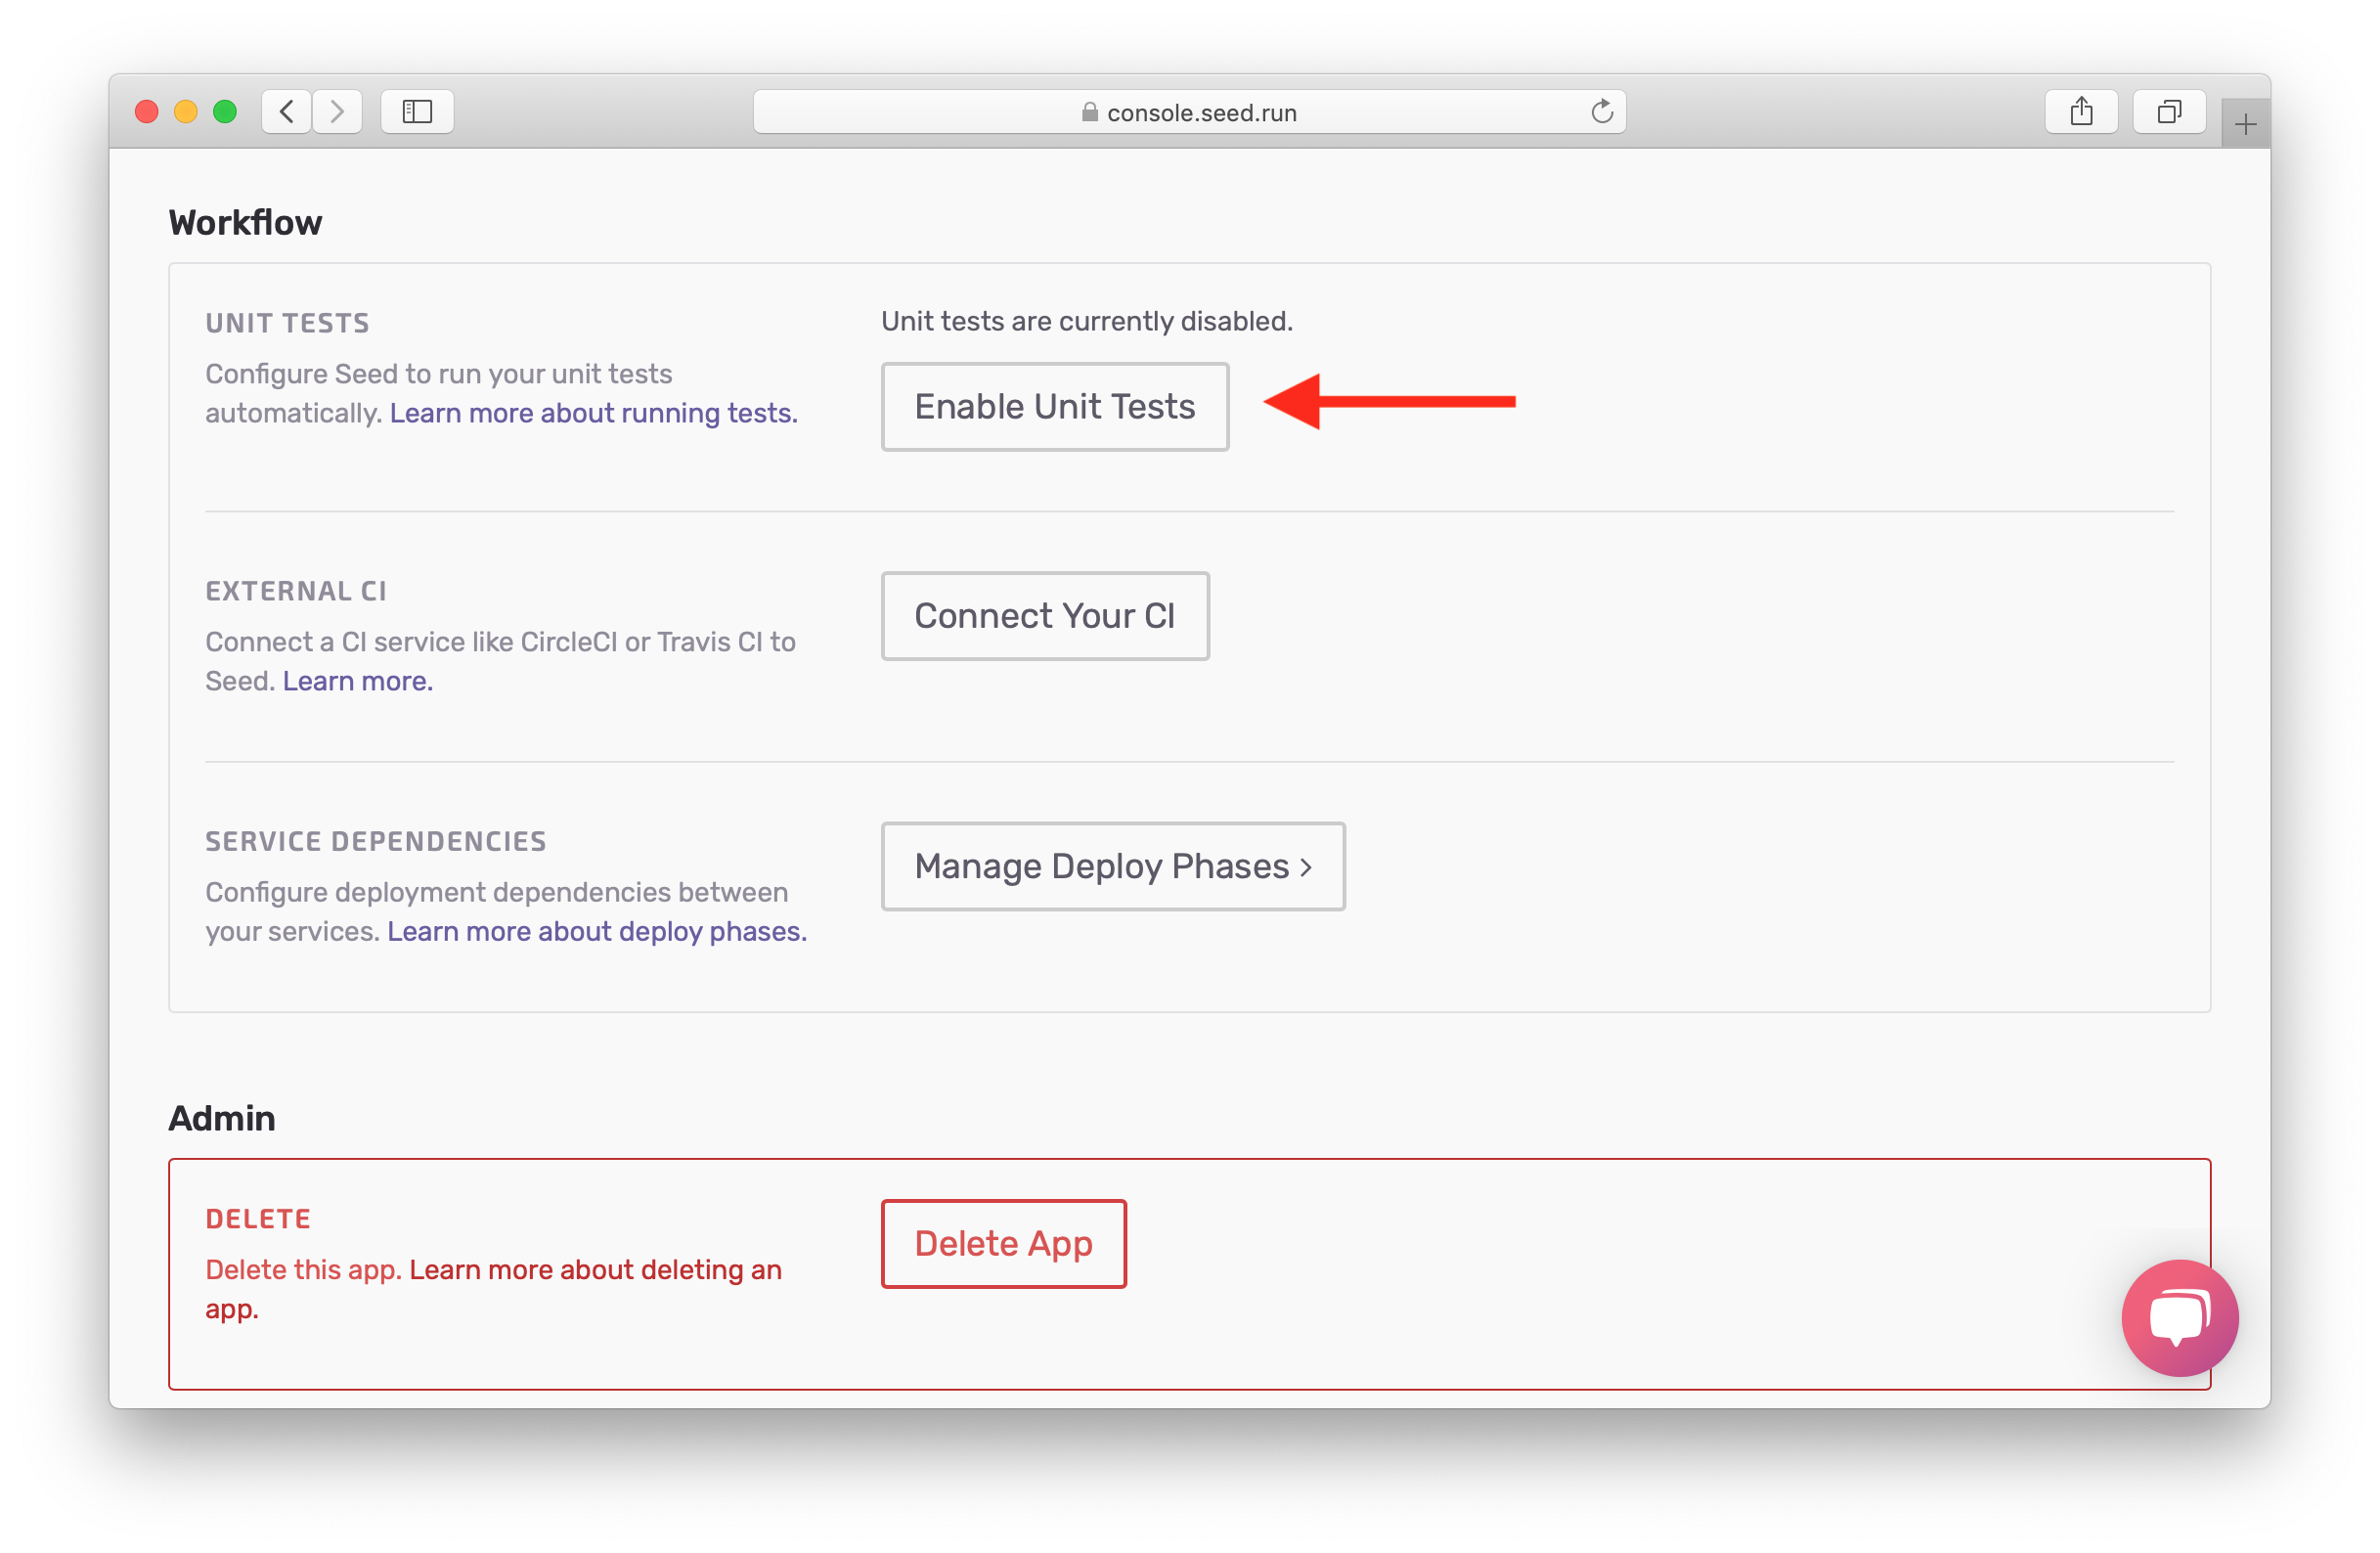 console.seed.run
Workflow
UNIT TESTS
Configure Seed to run your unit tests
automatically. Learn more about running tests.
Unit tests are currently disabled.
Enable Unit Tests
EXTERNAL CI
Connect a CI service like CircleCI or Travis CI to
Seed. Learn more.
Connect Your CI
SERVICE DEPENDENCIES
Configure deployment dependencies between
your services. Learn more about deploy phases.
Manage Deploy Phases >
Admin
DELETE
Delete this app. Learn more about deleting an
app.
Delete App